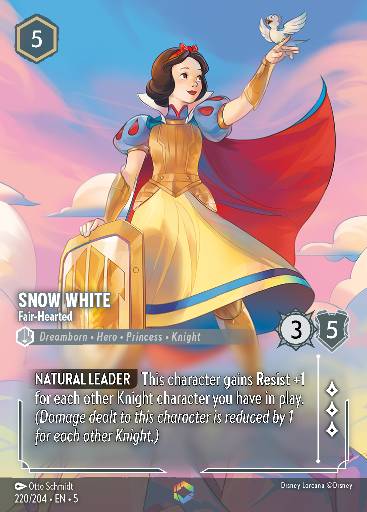 5
SNOW WHITE
Fair-Hearted
Dreamborn • Hero • Princess • Knight
3 5
NATURAL LEADER This character gains Resist +1
for each other Knight character you have in play.
(Damage dealt to this character is reduced by 1
for each other Knight.)
Otto Schmidt
Disney Lorcana ©Disney
220/204 • EN • 5